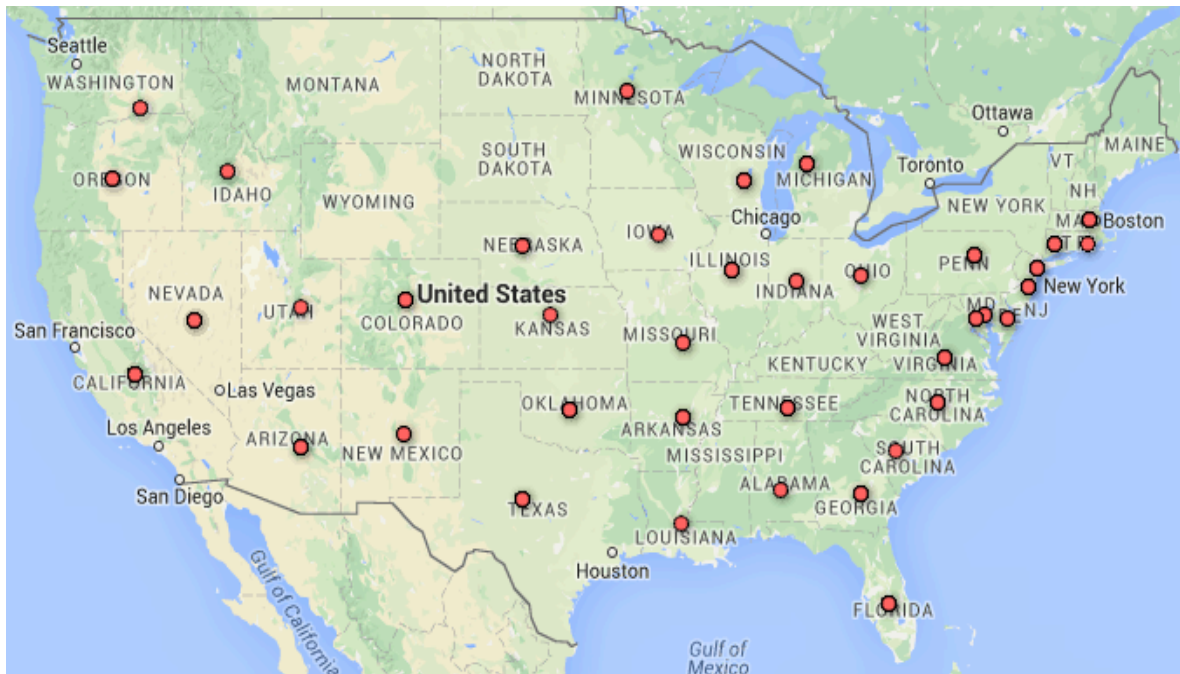 Seattle
WASHINGTON
MONTANA
NORTH
DAKOTA
MINNESOTA
Ottawa
MAINE
VT
NH
OREGON
IDAHO
SOUTH
DAKOTA
WISCONSIN
MICHIGAN
Toronto
WYOMING
NEW YORK
Boston
Chicago
NEBRASKA
IOWA
ILLINOIS
INDIANA
OHIO
PENN
New York
NEVADA
UTAH
United States
COLORADO
KANSAS
MISSOURI
WEST
VIRGINIA
MD
NJ
San Francisco
KENTUCKY
VIRGINIA
CALIFORNIA
Las Vegas
OKLAHOMA
TENNESSEE
NORTH
CAROLINA
Los Angeles
ARIZONA
NEW MEXICO
ARKANSAS
MISSISSIPPI
SOUTH
CAROLINA
San Diego
ALABAMA
GEORGIA
TEXAS
LOUISIANA
Houston
Gulf of California
FLORIDA
Gulf of
Mexico